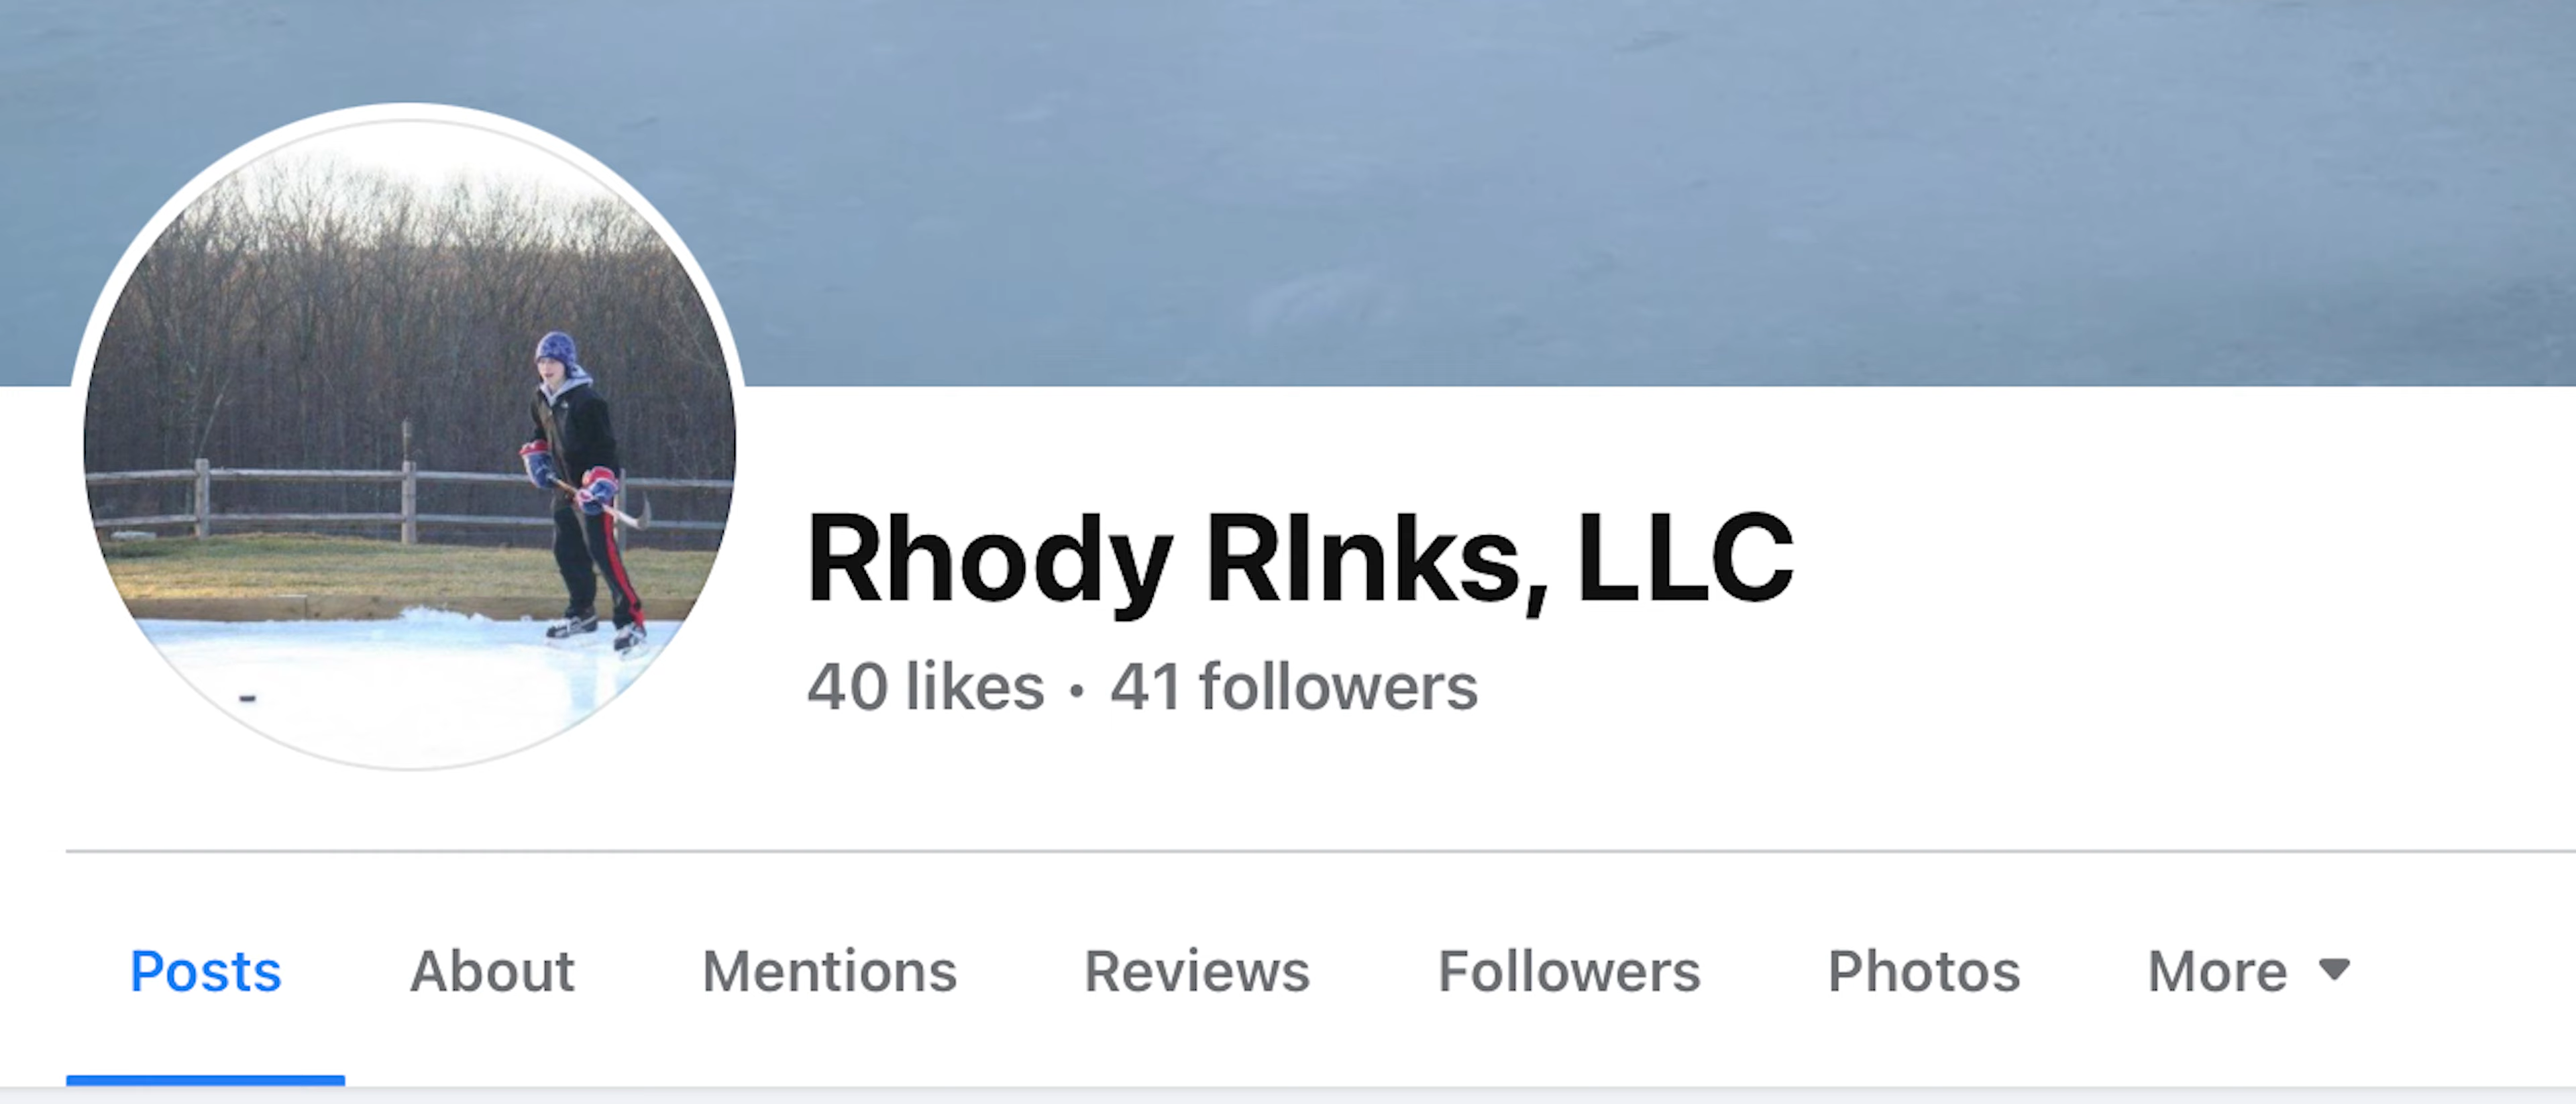 Rhody RInks, LLC
40 likes • 41 followers
Posts About Mentions Reviews Followers Photos More